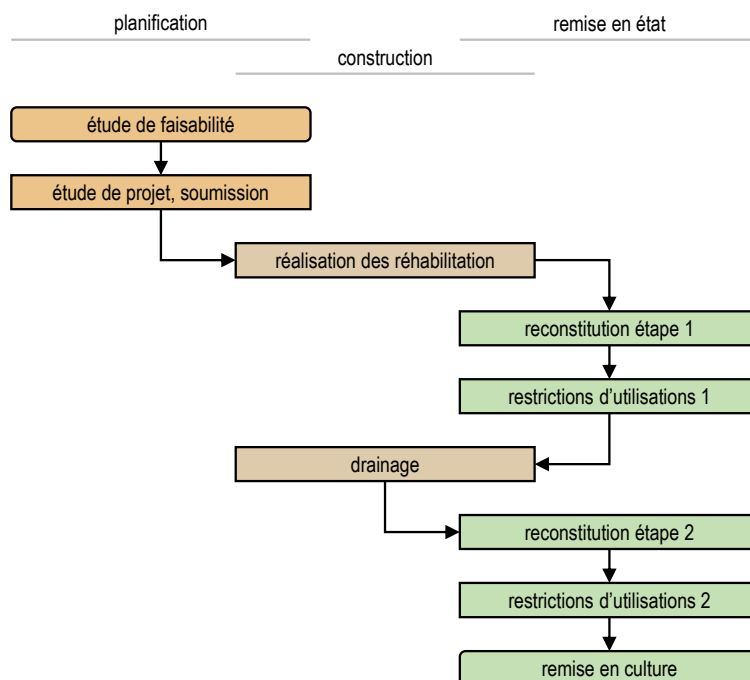 planification
remise en état
construction
étude de faisabilité
étude de projet, soumission
réalisation des réhabilitation
reconstitution étape 1
restrictions d’utilisations 1
drainage
reconstitution étape 2
restrictions d’utilisations 2
remise en culture